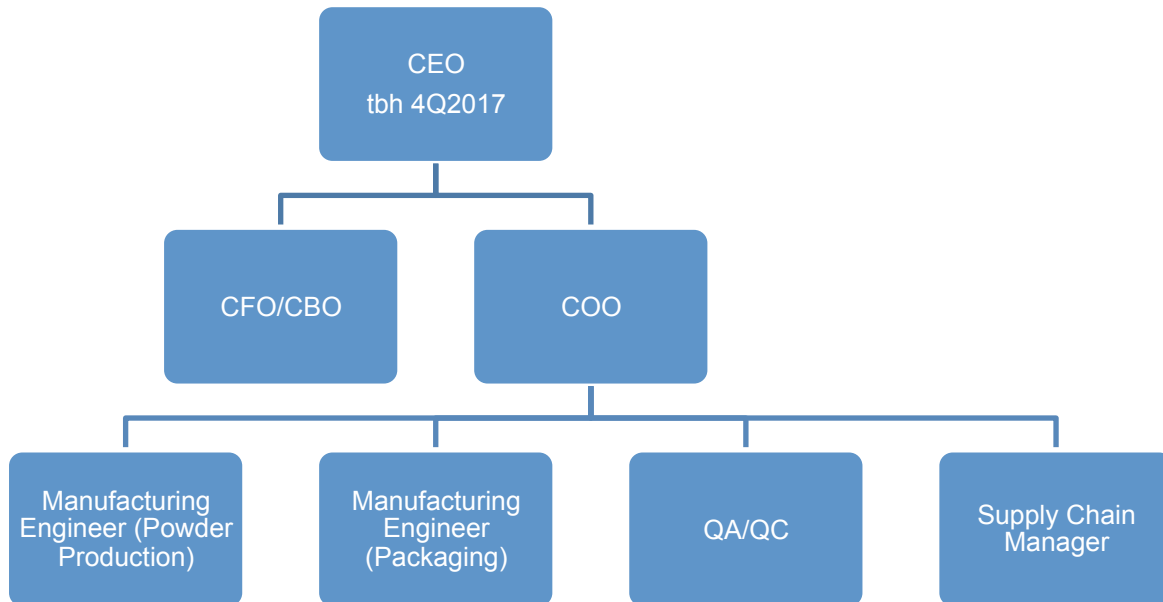 CEO
tbh 4Q2017
CFO/CBO
COO
Manufacturing
Engineer (Powder
Production)
Manufacturing
Engineer
(Packaging)
QA/QC
Supply Chain
Manager